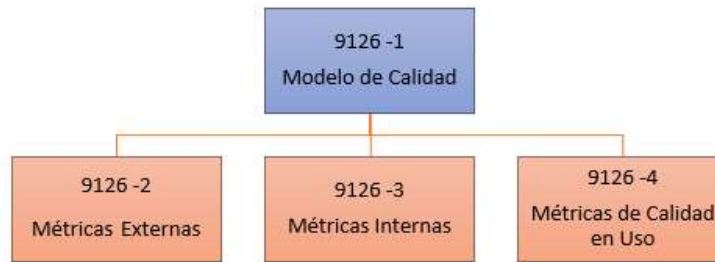 9126 -1
Modelo de Calidad
9126 -2
Métricas Externas
9126 -3
Métricas Internas
9126 -4
Métricas de Calidad
en Uso